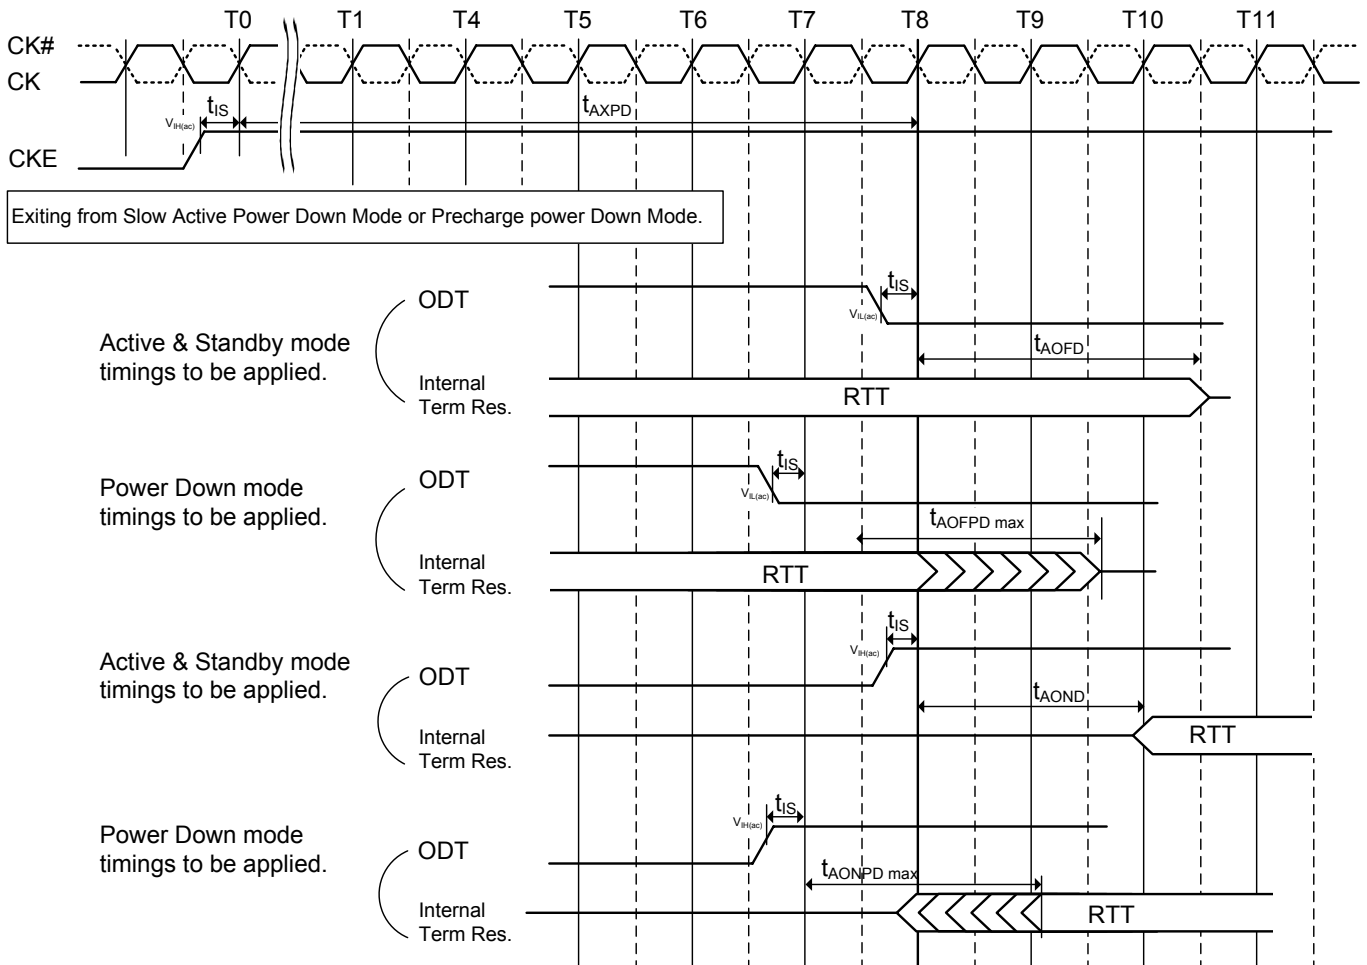 T0 T1 T4 T5 T6 T7 T8 T9 T10 T11
CK#
CK
tIS
tAXPD
VIH(ac)
CKE
Exiting from Slow Active Power Down Mode or Precharge power Down Mode.
tIS
ODT
VIL(ac)
Active & Standby mode
timings to be applied.
tAOFD
Internal
Term Res.
RTT
tIS
ODT
Power Down mode
timings to be applied.
VIL(ac)
tAOFPD max
Internal
Term Res.
RTT
tIS
VIH(ac)
Active & Standby mode
timings to be applied.
ODT
tAOND
Internal
Term Res.
RTT
tIS
VIH(ac)
Power Down mode
timings to be applied.
ODT
tAONPD max
Internal
Term Res.
RTT